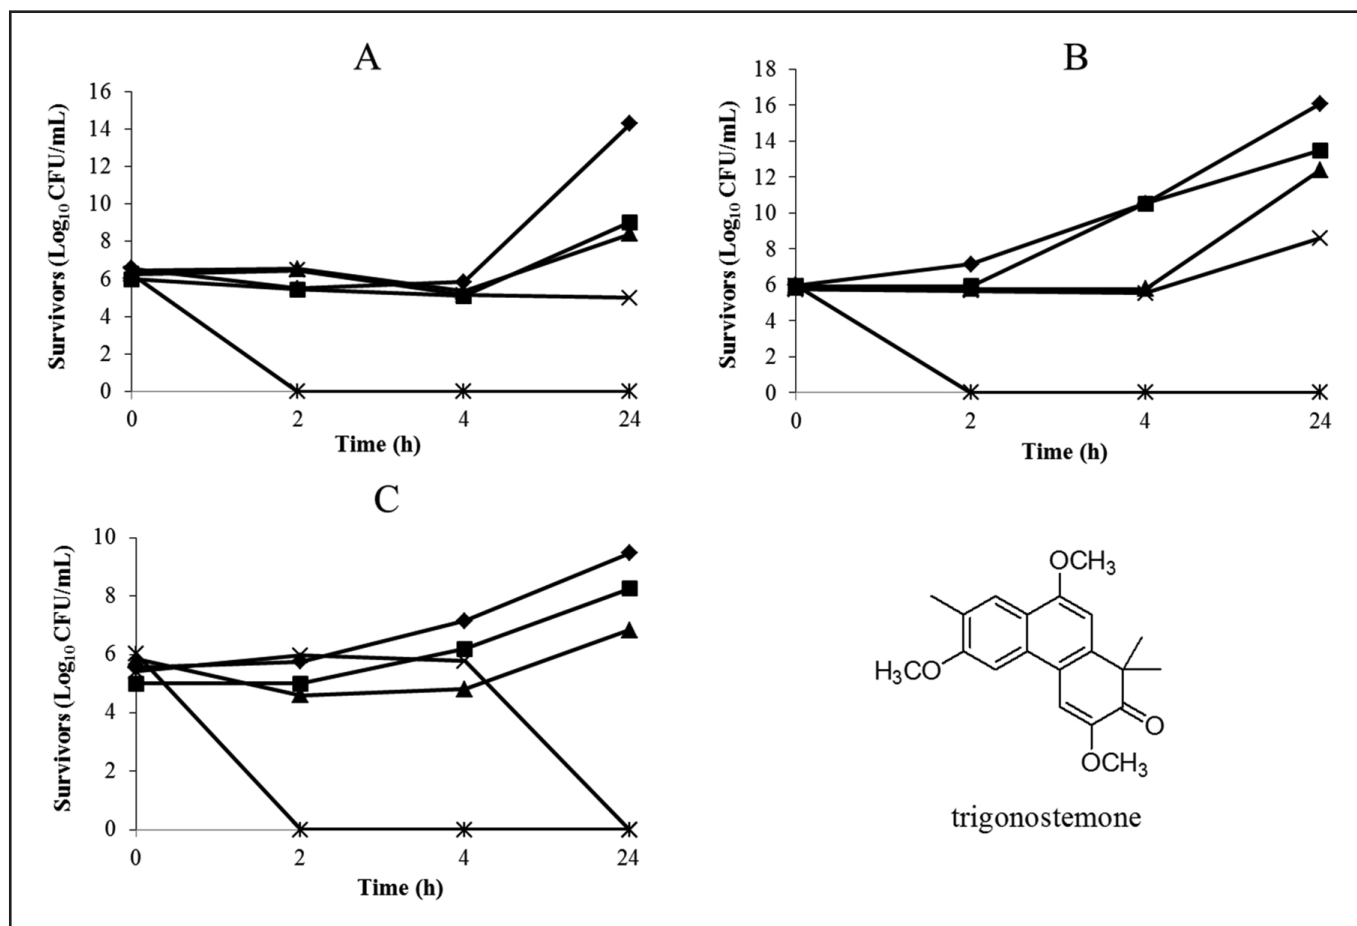 A
Survivors (Log₁₀ CFU/mL)
16
14
12
10
8
6
4
2
0
0 2 4 24
Time (h)
B
Survivors (Log₁₀ CFU/mL)
18
16
14
12
10
8
6
4
2
0
0 2 4 24
Time (h)
C
Survivors (Log₁₀ CFU/mL)
10
8
6
4
2
0
0 2 4 24
Time (h)
OCH₃
H₃CO
O
OCH₃
trigonostemone